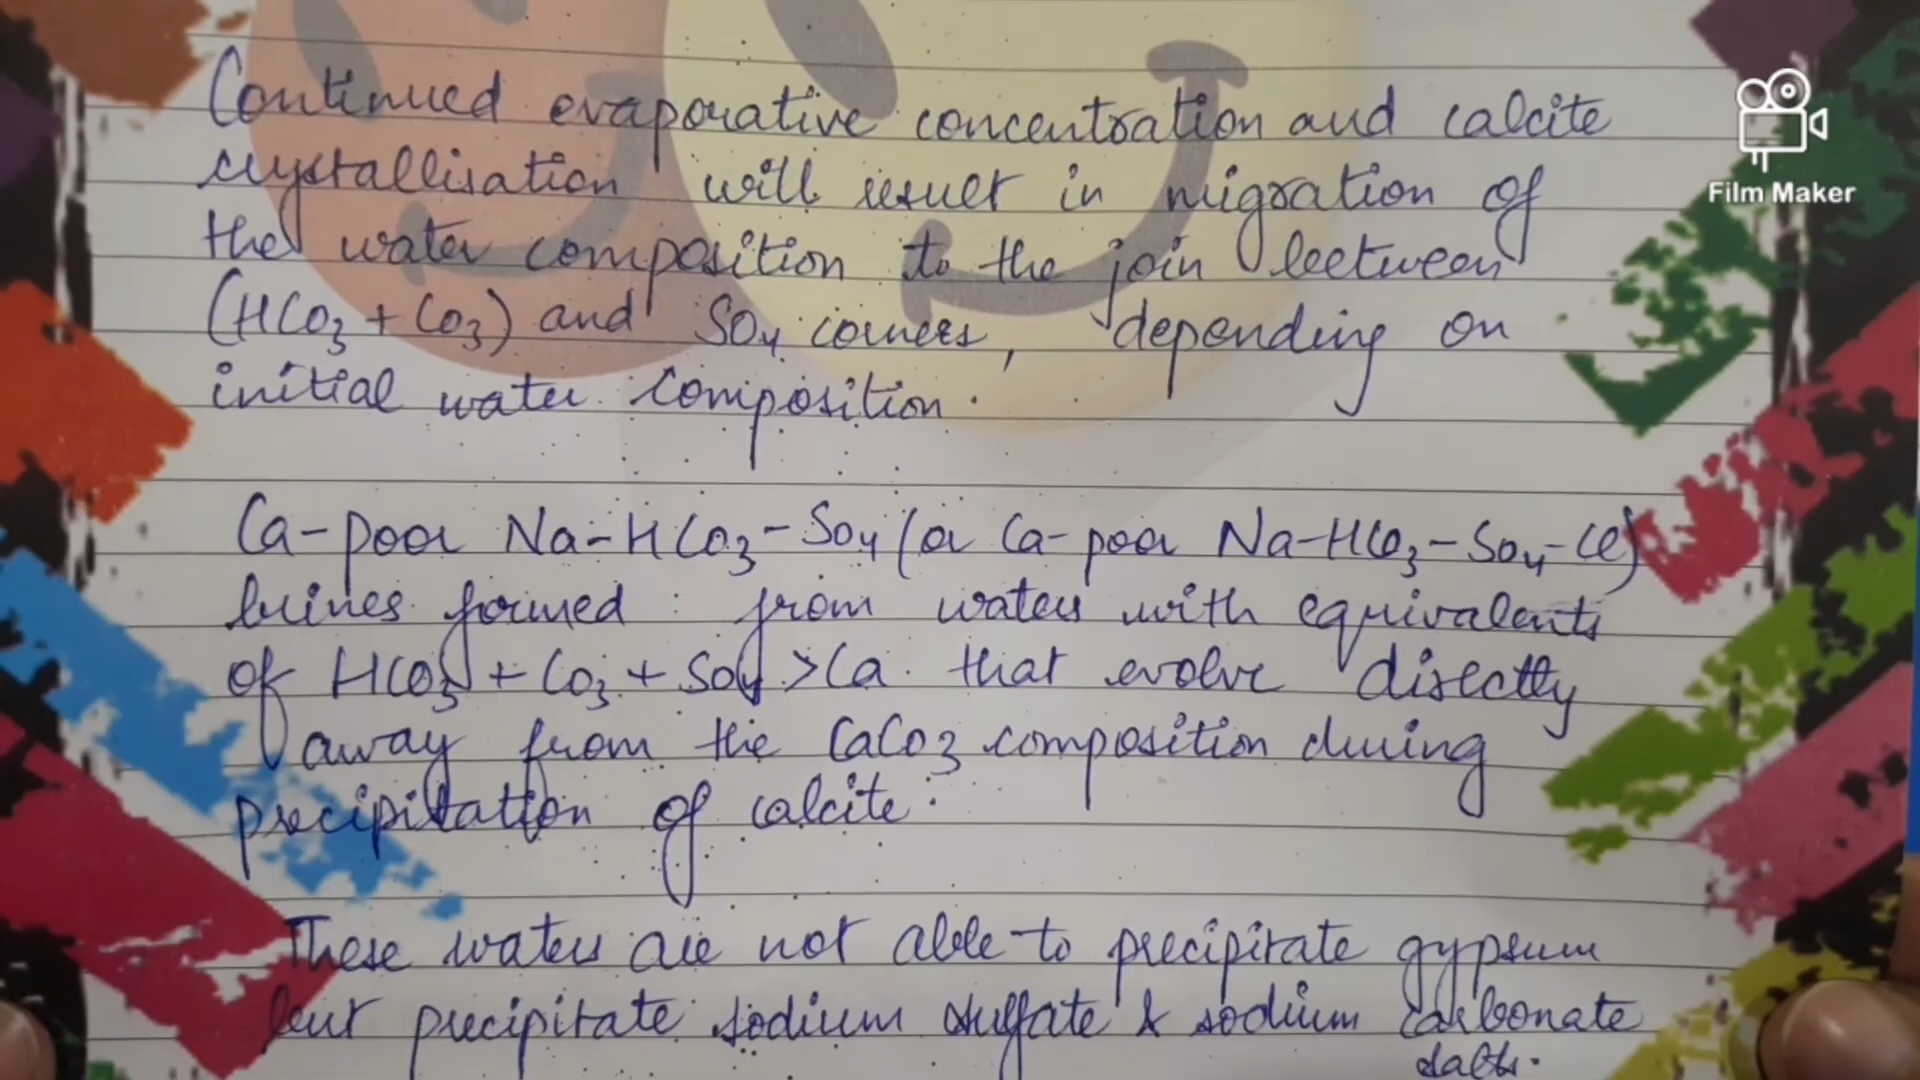 Continued evaporative concentration and calcite
crystallisation will result in migration of
the water composition to the join between
(HCO3 + CO3) and SO4 corners, depending on
initial water composition.
Ca-poor Na-HCO3-SO4 (or Ca-poor Na-HCO3-SO4-Cl)
brines formed from waters with equivalents
of HCO3 + CO3 + SO4 > Ca that evolve directly
away from the CaCO3 composition during
precipitation of calcite.
These waters are not able to precipitate gypsum
but precipitate sodium sulfate & sodium carbonate
salts.
Film Maker